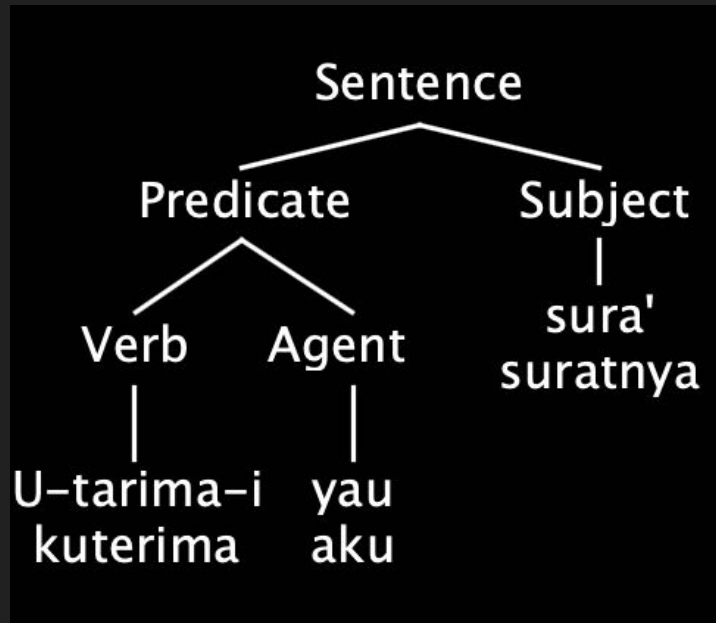 Sentence
Predicate Subject
Verb Agent sura'
suratnya
U-tarima-i yau
kuterima aku